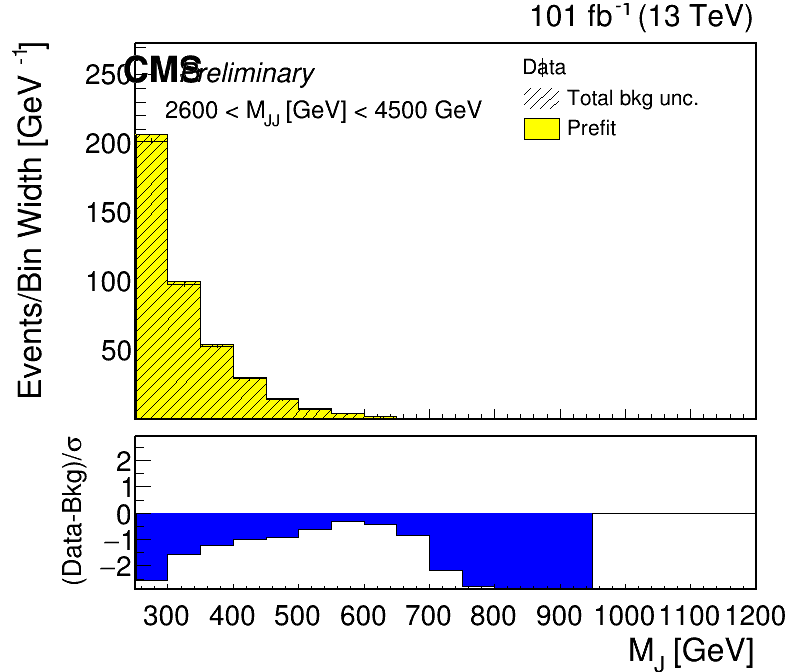 101 fb⁻¹ (13 TeV)
CMS Preliminary
2600 < M_JJ [GeV] < 4500 GeV
Data
Total bkg unc.
Prefit
Events/Bin Width [GeV⁻¹]
250
200
150
100
50
(Data-Bkg)/σ
2
1
0
−1
−2
300 400 500 600 700 800 900 1000 1100 1200
M_J [GeV]